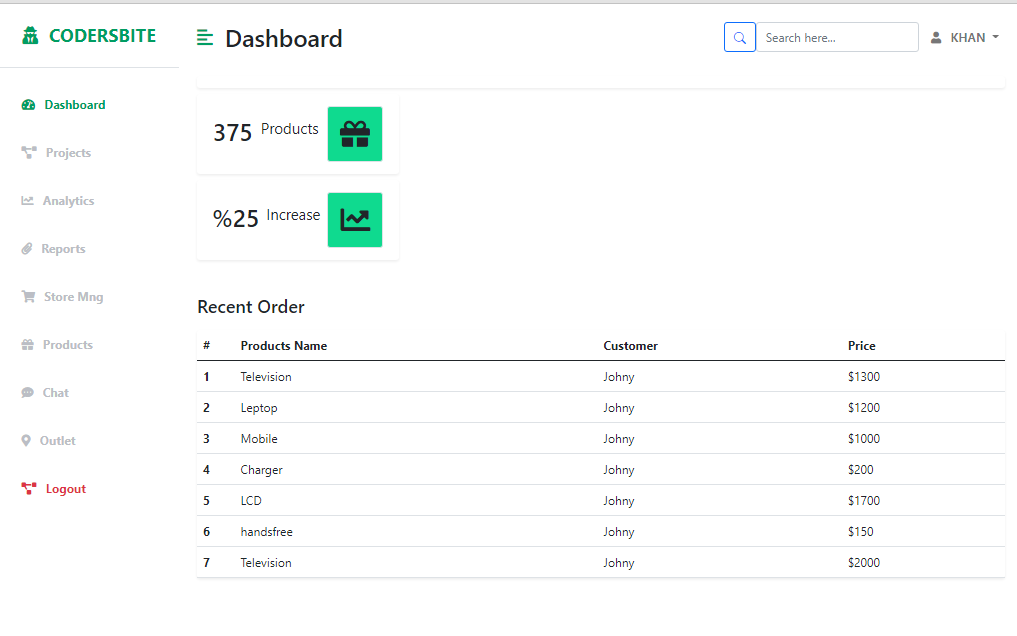 CODERSBITE
Dashboard
Search here...
KHAN
Dashboard
Projects
Analytics
Reports
Store Mng
Products
Chat
Outlet
Logout
375 Products
%25 Increase
Recent Order
# Products Name Customer Price
1 Television Johny $1300
2 Leptop Johny $1200
3 Mobile Johny $1000
4 Charger Johny $200
5 LCD Johny $1700
6 handsfree Johny $150
7 Television Johny $2000